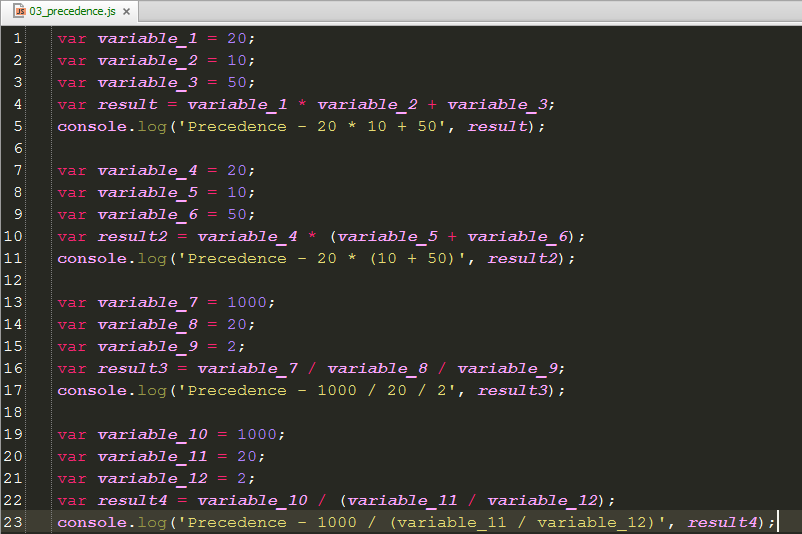 JS 03_precedence.js ×
1 var variable_1 = 20;
2 var variable_2 = 10;
3 var variable_3 = 50;
4 var result = variable_1 * variable_2 + variable_3;
5 console.log('Precedence - 20 * 10 + 50', result);
6
7 var variable_4 = 20;
8 var variable_5 = 10;
9 var variable_6 = 50;
10 var result2 = variable_4 * (variable_5 + variable_6);
11 console.log('Precedence - 20 * (10 + 50)', result2);
12
13 var variable_7 = 1000;
14 var variable_8 = 20;
15 var variable_9 = 2;
16 var result3 = variable_7 / variable_8 / variable_9;
17 console.log('Precedence - 1000 / 20 / 2', result3);
18
19 var variable_10 = 1000;
20 var variable_11 = 20;
21 var variable_12 = 2;
22 var result4 = variable_10 / (variable_11 / variable_12);
23 console.log('Precedence - 1000 / (variable_11 / variable_12)', result4);